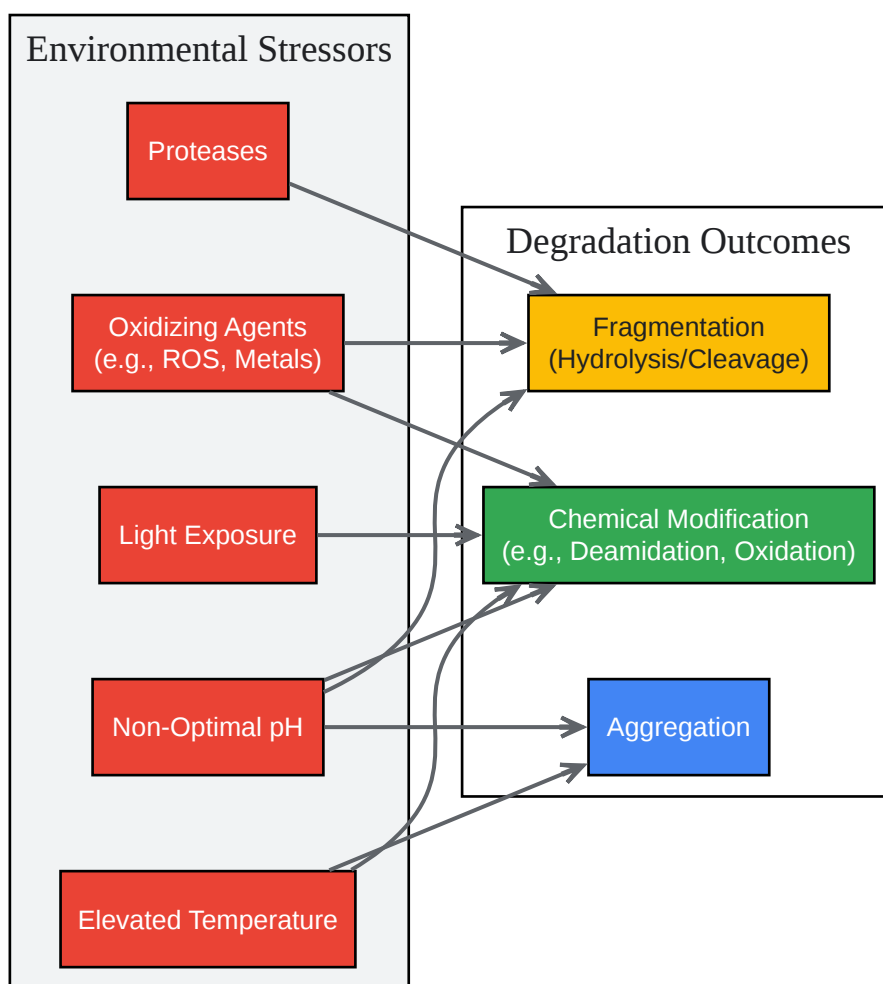 Environmental Stressors
Proteases
Oxidizing Agents
(e.g., ROS, Metals)
Light Exposure
Non-Optimal pH
Elevated Temperature
Degradation Outcomes
Fragmentation
(Hydrolysis/Cleavage)
Chemical Modification
(e.g., Deamidation, Oxidation)
Aggregation